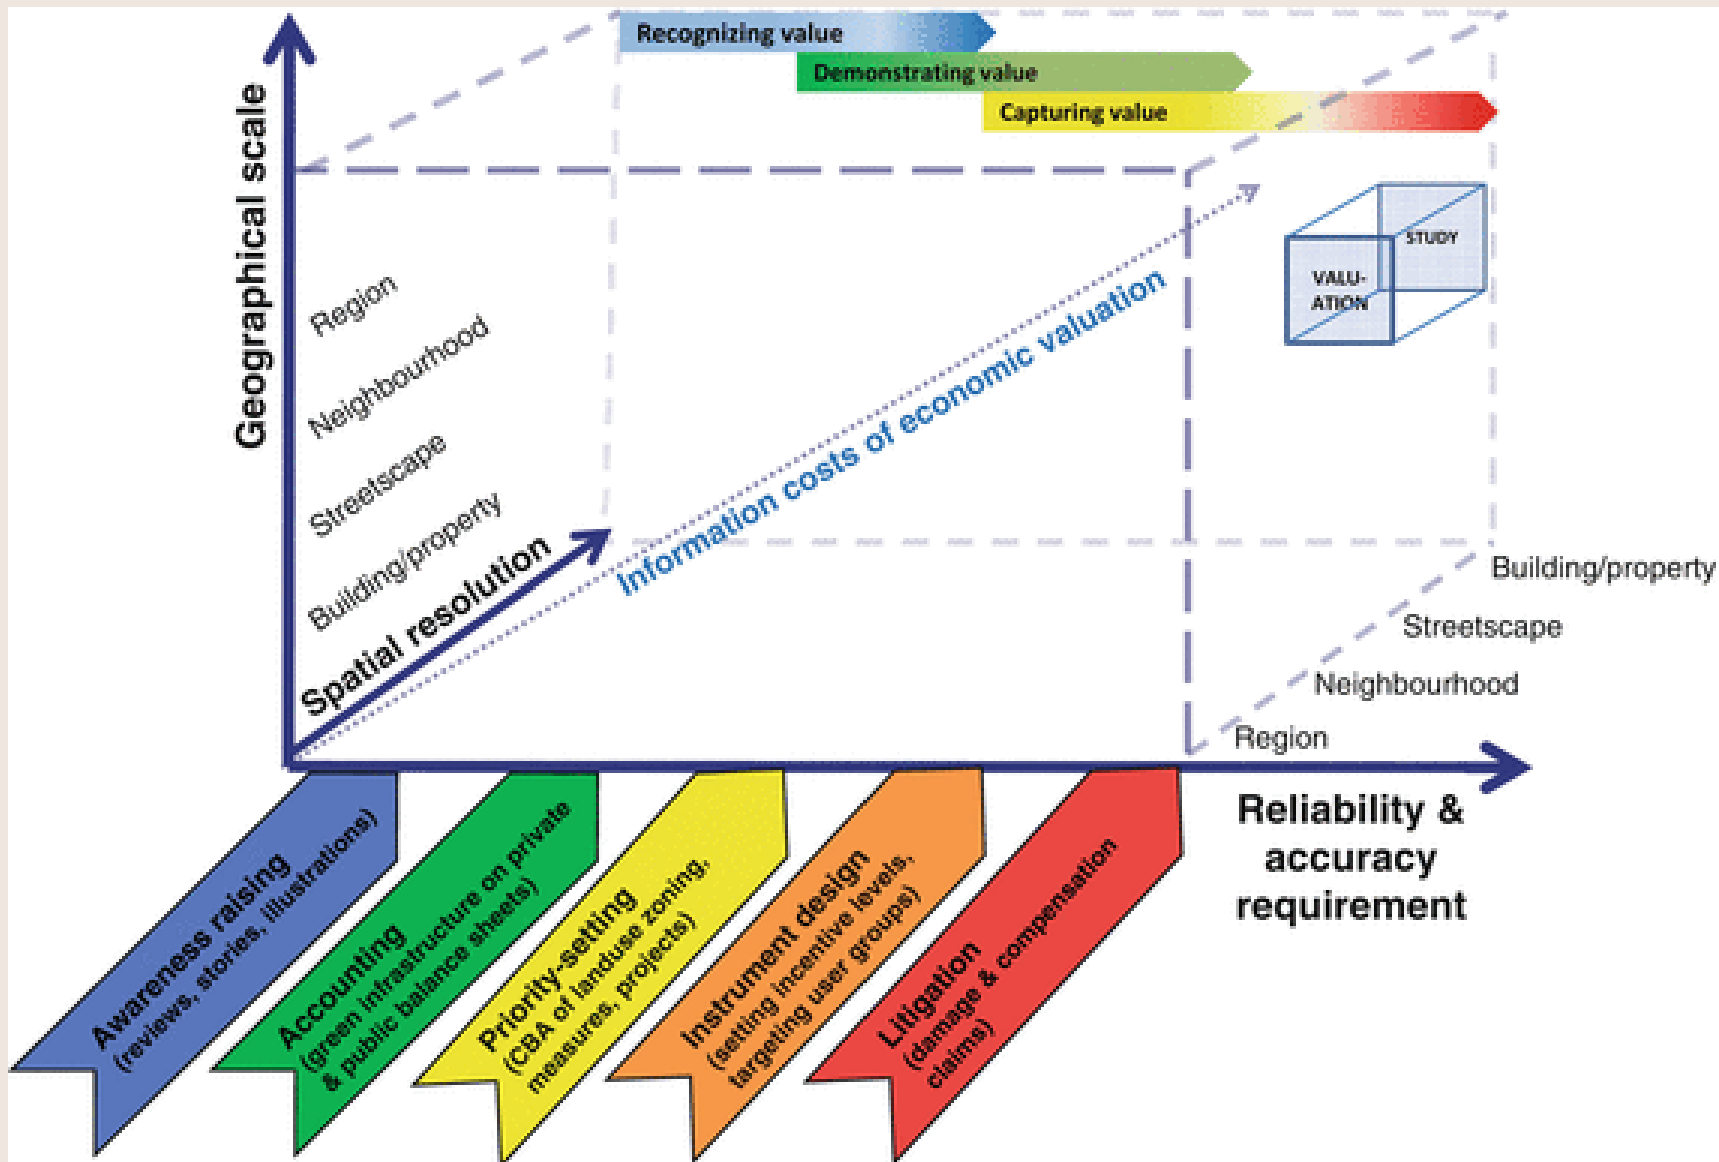 Recognizing value
Demonstrating value
Capturing value
Geographical scale
Region
Neighbourhood
Streetscape
Building/property
Spatial resolution
Information costs of economic valuation
STUDY
VALU-
ATION
Building/property
Streetscape
Neighbourhood
Region
Reliability &
accuracy
requirement
Awareness raising
(reviews, stories, illustrations)
Accounting
(green infrastructure on private
& public balance sheets)
Priority-setting
(CBA of landuse zoning,
measures, projects)
Instrument design
(setting incentive levels,
targeting user groups)
Litigation
(damage & compensation
claims)